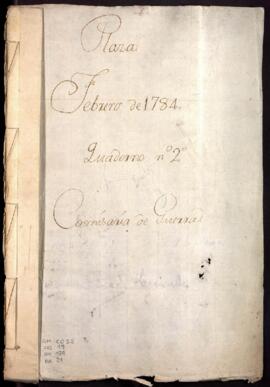 Plaza
Febrero de 1784.
Quaderno nº 2º
Comisaría de Guerra